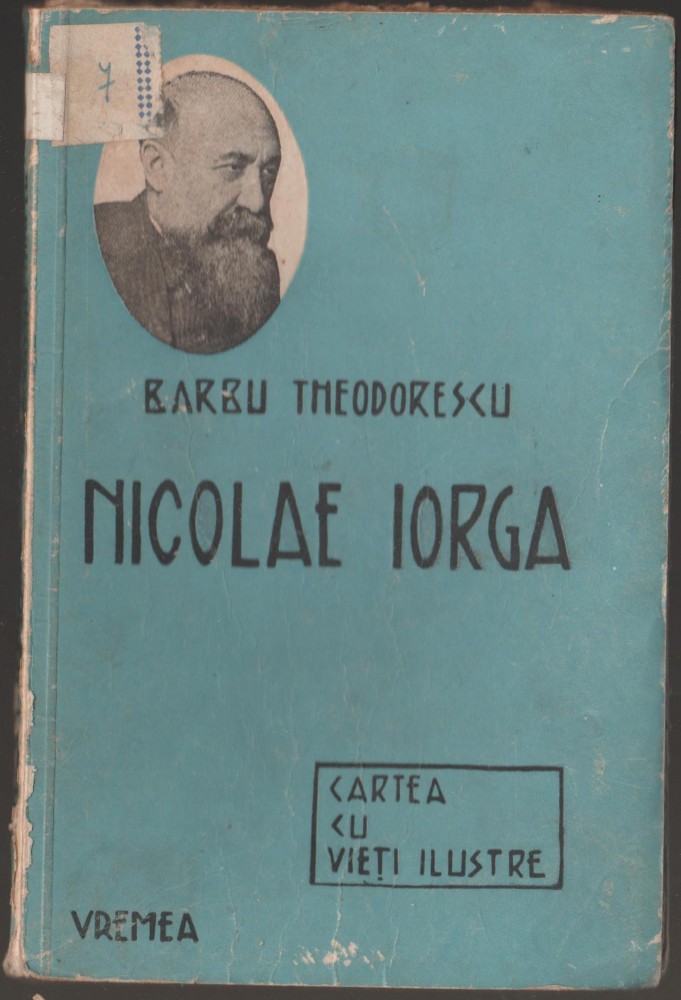 7
BARBU THEODORESCU
NICOLAE IORGA
CARTEA
CU
VIEȚI ILUSTRE
VREMEA